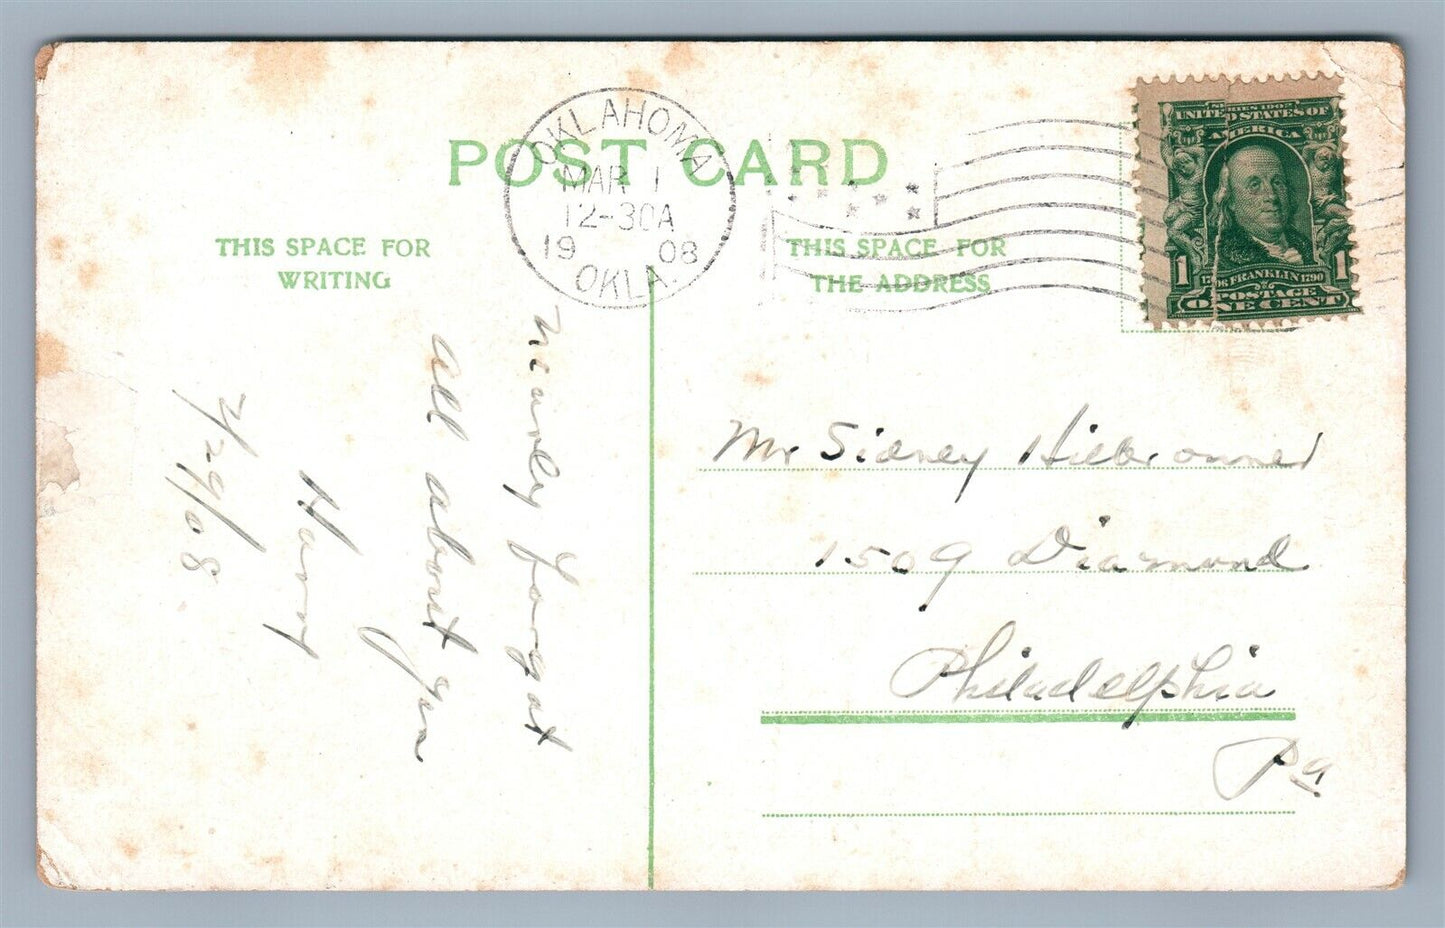 POST CARD
OKLAHOMA
MAR 1
12-30A
19 08
OKLA.
SERIES 1902
UNITED STATES OF
AMERICA
1 1
1706 FRANKLIN 1790
POSTAGE
ONE CENT
THIS SPACE FOR
WRITING
THIS SPACE FOR
THE ADDRESS
Nearly forgot
all about you
Harry
2/29/08
Mr Sidney
1509 Diamond
Philadelphia
Pa